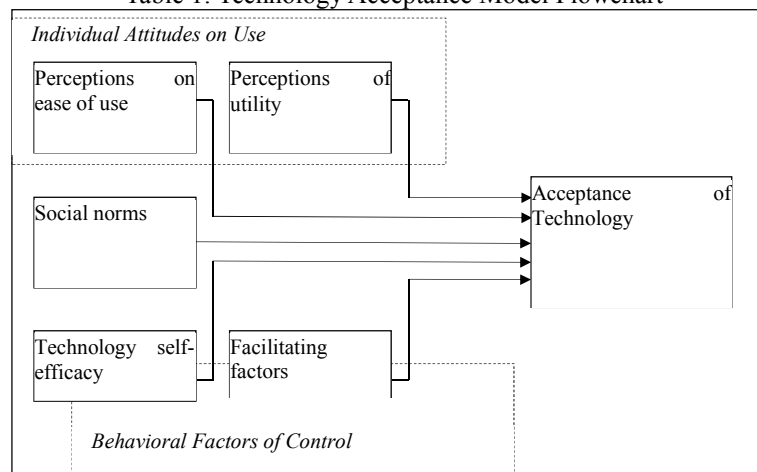 Table 1: Technology Acceptance Model Flowchart
Individual Attitudes on Use
Perceptions on
ease of use
Perceptions of
utility
Acceptance of
Technology
Social norms
Technology self-
efficacy
Facilitating
factors
Behavioral Factors of Control